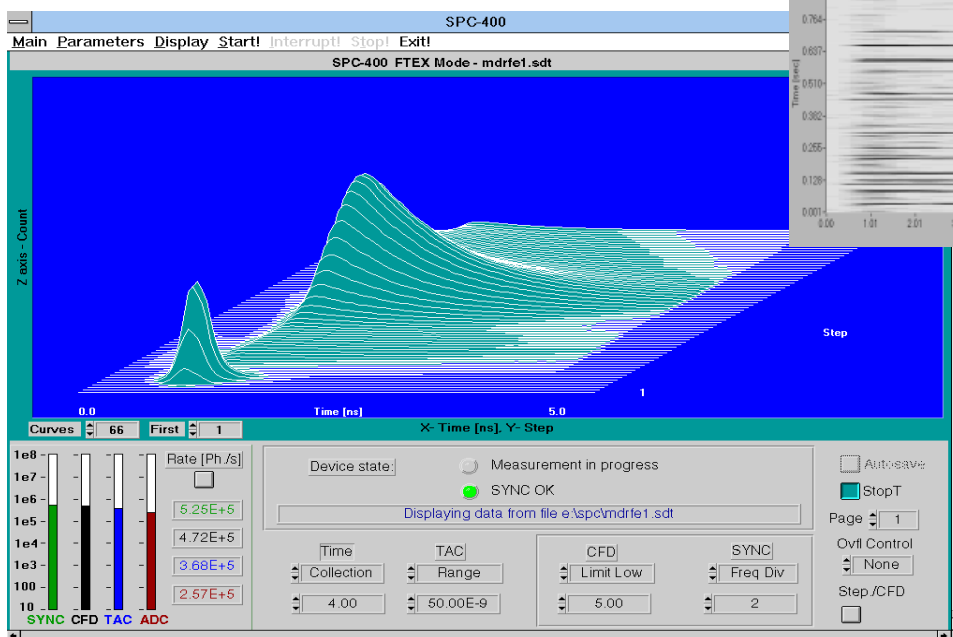 SPC-400
Main Parameters Display Start! Interrupt! Stop! Exit!
SPC-400 FTEX Mode - mdrfe1.sdt
0.764
0.637
0.510
0.382
0.255
0.128
0.001
Time [sec]
0.00 1.01 2.01
Z axis - Count
Step
1
0.0 Time [ns] 5.0
Curves 66 First 1 X- Time [ns], Y- Step
1e8
1e7
1e6
1e5
1e4
1e3
100
10
SYNC CFD TAC ADC
Rate [Ph./s]
5.25E+5
4.72E+5
3.68E+5
2.57E+5
Device state:
Measurement in progress
SYNC OK
Displaying data from file e:\spc\mdrfe1.sdt
Time TAC CFD SYNC
Collection Range Limit Low Freq Div
4.00 50.00E-9 5.00 2
Autosave
StopT
Page 1
Ovfl Control
None
Step./CFD